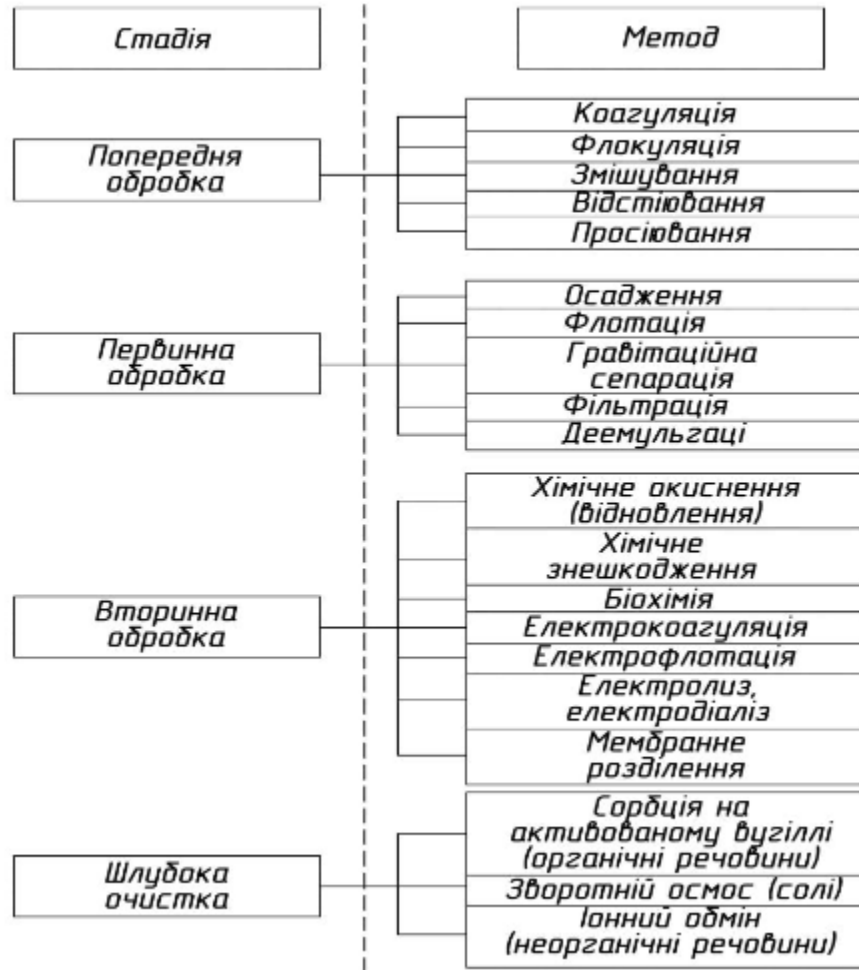 Стадія
Метод
Попередня
обробка
Коагуляція
Флокуляція
Змішування
Відстіювання
Просіювання
Первинна
обробка
Осадження
Флотація
Гравітаційна
сепарація
Фільтрація
Деемульгаці
Вторинна
обробка
Хімічне окиснення
(відновлення)
Хімічне
знешкодження
Біохімія
Електрокоагуляція
Електрофлотація
Електролиз,
електродіаліз
Мембранне
розділення
Шлубока
очистка
Сорбція на
активованому вугіллі
(органічні речовини)
Зворотній осмос (солі)
Іонний обмін
(неорганічні речовини)